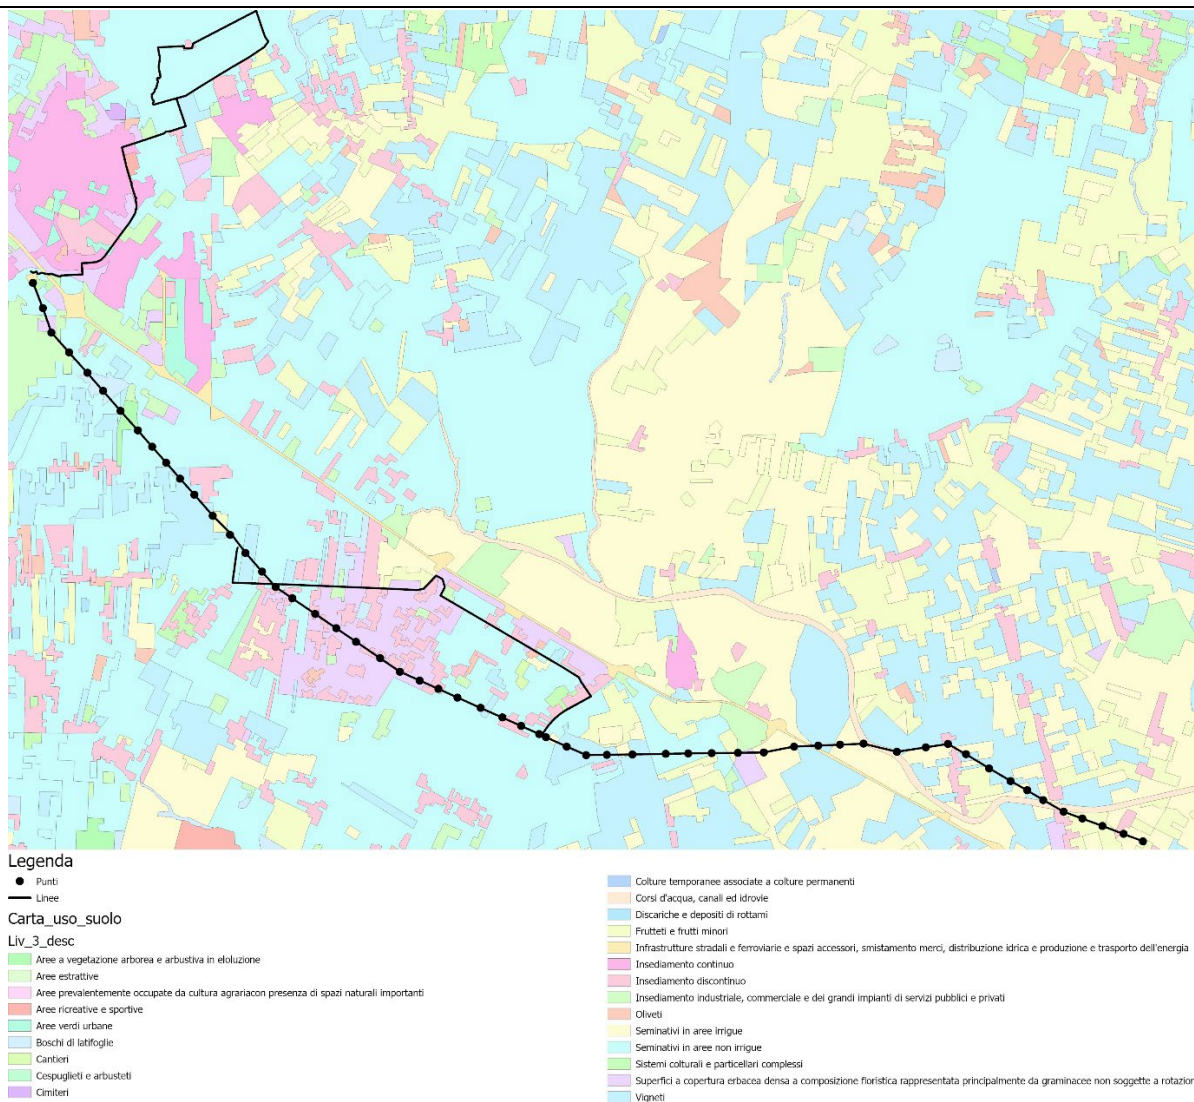 Legenda
Punti
Linee
Carta_uso_suolo
Liv_3_desc
Aree a vegetazione arborea e arbustiva in eloluzione
Aree estrattive
Aree prevalentemente occupate da cultura agrariacon presenza di spazi naturali importanti
Aree ricreative e sportive
Aree verdi urbane
Boschi di latifoglie
Cantieri
Cespuglieti e arbusteti
Cimiteri
Colture temporanee associate a colture permanenti
Corsi d'acqua, canali ed idrovie
Discariche e depositi di rottami
Frutteti e frutti minori
Infrastrutture stradali e ferroviarie e spazi accessori, smistamento merci, distribuzione idrica e produzione e trasporto dell'energia
Insediamento continuo
Insediamento discontinuo
Insediamento industriale, commerciale e dei grandi impianti di servizi pubblici e privati
Oliveti
Seminativi in aree irrigue
Seminativi in aree non irrigue
Sistemi colturali e particellari complessi
Superfici a copertura erbacea densa a composizione floristica rappresentata principalmente da graminacee non soggette a rotazion
Vigneti